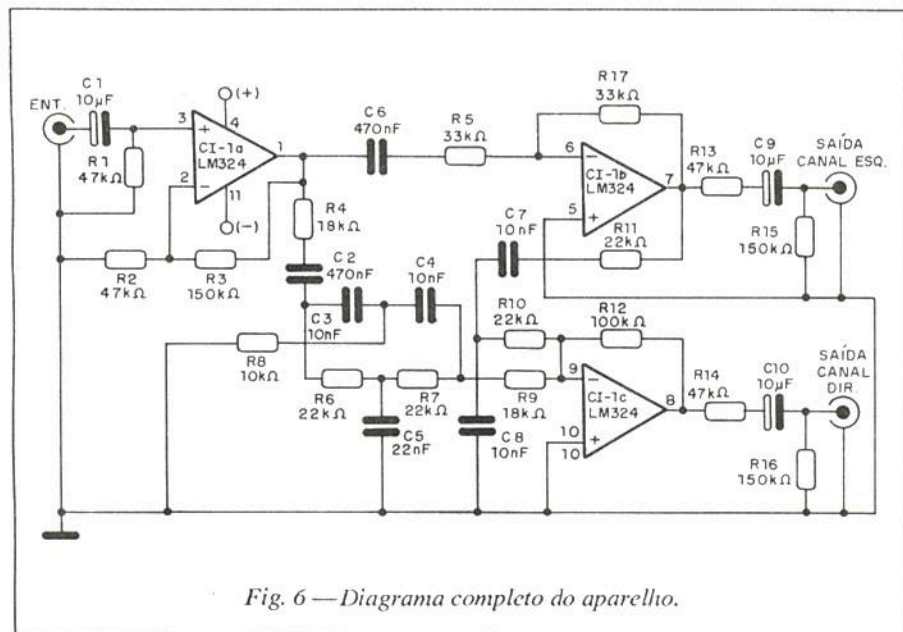 ENT.
C1
10µF
R1
47kΩ
3
+
2
–
4
(+)
CI-1a
LM324
11
(–)
1
R2
47kΩ
R3
150kΩ
R4
18kΩ
C2
470nF
C3
10nF
C4
10nF
R8
10kΩ
R6
22kΩ
R7
22kΩ
C5
22nF
C6
470nF
R5
33kΩ
R17
33kΩ
6
–
CI-1b
LM324
5
+
7
R13
47kΩ
C9
10µF
SAÍDA
CANAL ESQ.
R15
150kΩ
C7
10nF
R11
22kΩ
R10
22kΩ
R12
100kΩ
R9
18kΩ
C8
10nF
9
–
CI-1c
LM324
10
+
10
8
R14
47kΩ
C10
10µF
SAÍDA
CANAL
DIR.
R16
150kΩ
Fig. 6 — Diagrama completo do aparelho.